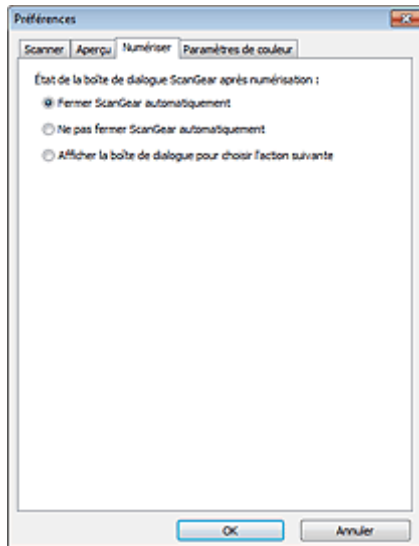 Préférences
Scanner Aperçu Numériser Paramètres de couleur
État de la boîte de dialogue ScanGear après numérisation :
Fermer ScanGear automatiquement
Ne pas fermer ScanGear automatiquement
Afficher la boîte de dialogue pour choisir l'action suivante
OK Annuler